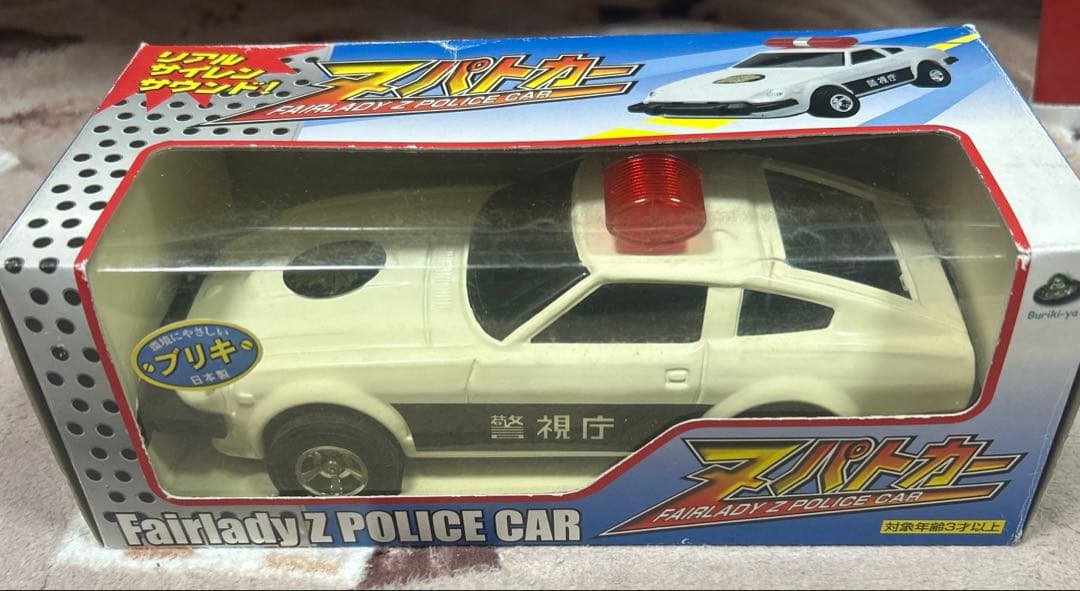 リアル
サイレン
サウンド!
Zパトカー
FAIRLADY Z POLICE CAR
警視庁
環境にやさしい
ブリキ
日本製
警視庁
Buriki-ya
Zパトカー
FAIRLADY Z POLICE CAR
Fairlady Z POLICE CAR
対象年齢3才以上